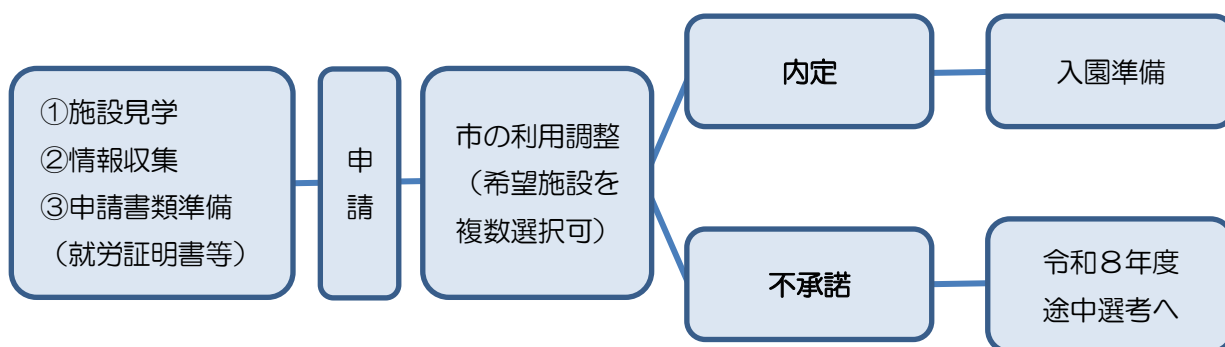 ①施設見学
②情報収集
③申請書類準備
（就労証明書等）
申
請
市の利用調整
（希望施設を
複数選択可）
内定
入園準備
不承諾
令和８年度
途中選考へ